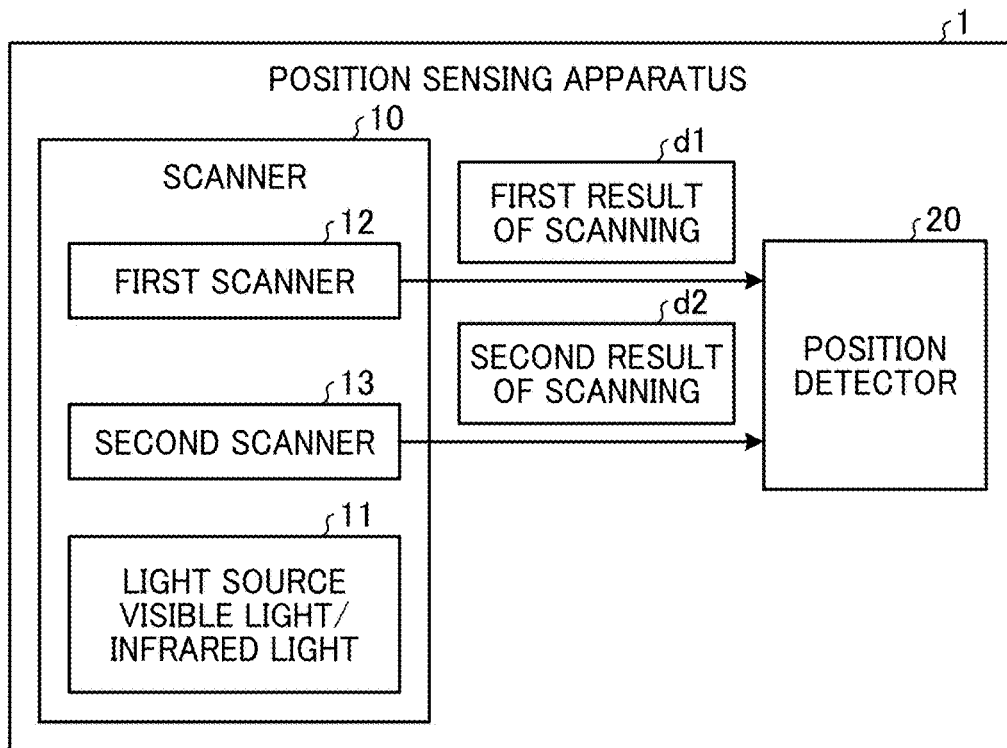 1
POSITION SENSING APPARATUS
10
SCANNER
12
FIRST SCANNER
d1
FIRST RESULT
OF SCANNING
20
POSITION
DETECTOR
d2
SECOND RESULT
OF SCANNING
13
SECOND SCANNER
11
LIGHT SOURCE
VISIBLE LIGHT/
INFRARED LIGHT